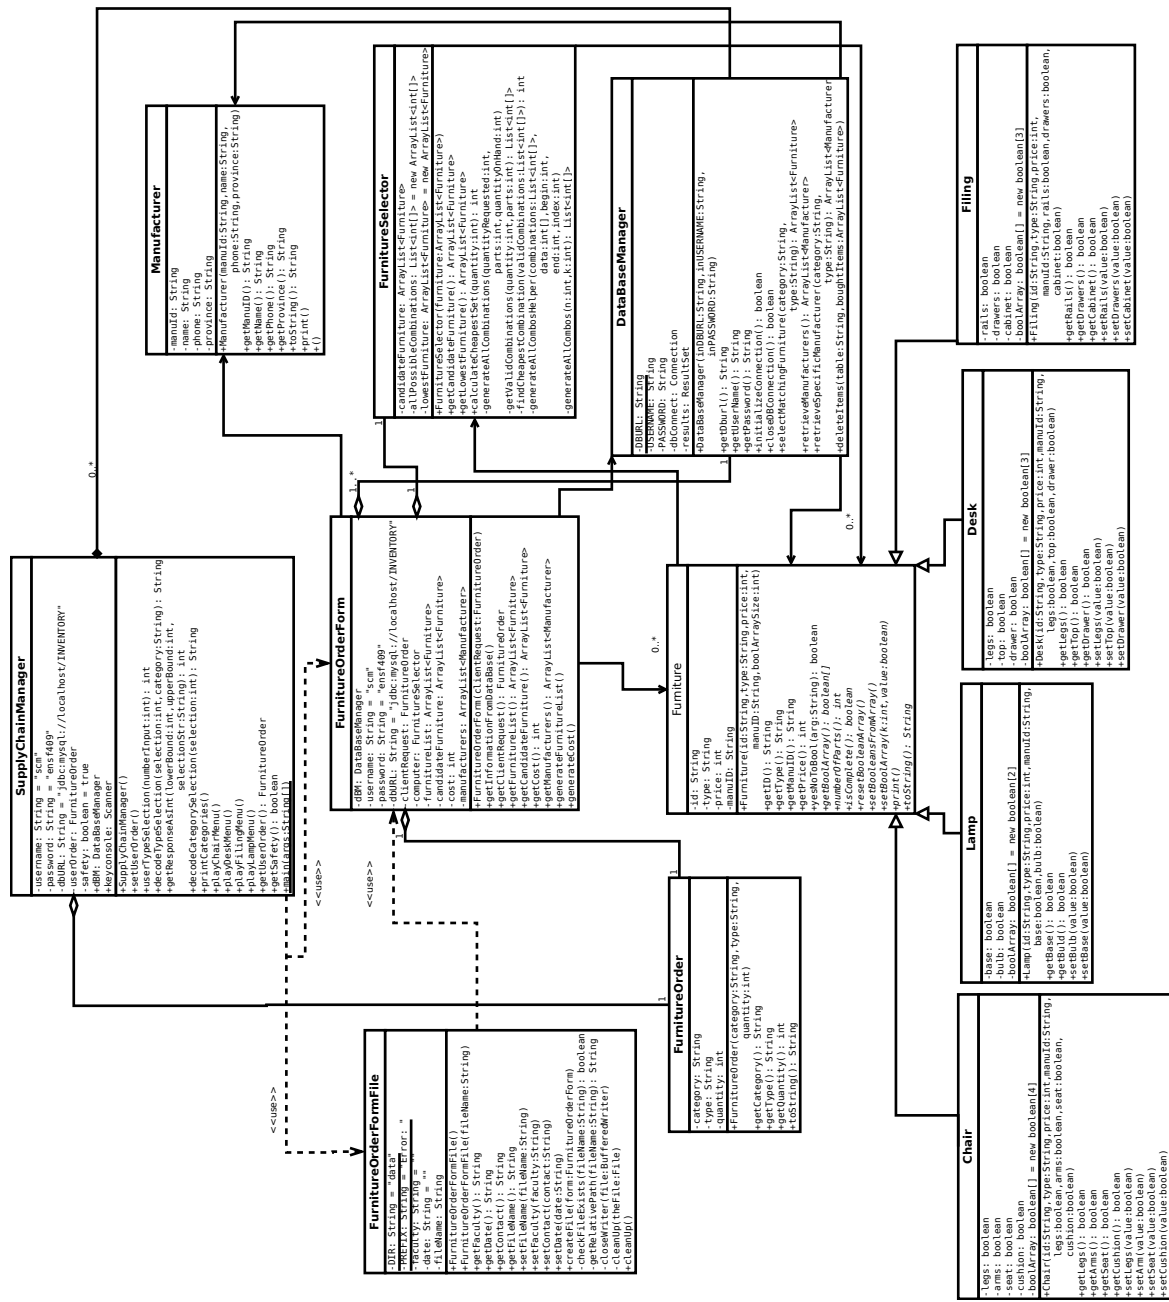 SupplyChainManager
-username: String = "scm"
-password: String = "ensf409"
-dbURL: String = "jdbc:mysql://localhost/INVENTORY"
-userOrder: FurnitureOrder
-safety: boolean = true
+dBM: DataBaseManager
+keyconsole: Scanner
+SupplyChainManager()
+setUserOrder()
+userTypeSelection(numberInput:int): int
+decodeTypeSelection(selection:int,category:String): String
+getResponseAsInt(lowerBound:int,upperBound:int,
selectionStr:String): int
+decodeCategorySelection(selection:int): String
+printCategories()
+playChairMenu()
+playDeskMenu()
+playFilingMenu()
+playLampMenu()
+getUserOrder(): FurnitureOrder
+getSafety(): boolean
+main(args:String[])
0..*
<<use>>
<<use>>
<<use>>
Manufacturer
-manuId: String
-name: String
-phone: String
-province: String
+Manufacturer(manuId:String,name:String,
phone:String,province:String)
+getManuID(): String
+getName(): String
+getPhone(): String
+getProvince(): String
+toString(): String
+print()
+()
FurnitureOrderForm
-dBM: DataBaseManager
-username: String = "scm"
-password: String = "ensf409"
-dbURL: String = "jdbc:mysql://localhost/INVENTORY"
-clientRequest: FurnitureOrder
-computer: FurnitureSelector
-furnitureList: ArrayList<Furniture>
-candidateFurniture: ArrayList<Furniture>
-cost: int
-manufacturers: ArrayList<Manufacturer>
+FurnitureOrderForm(clientRequest:FurnitureOrder)
+getInformationFromDataBase()
+getClientRequest(): FurnitureOrder
+getFurnitureList(): ArrayList<Furniture>
+getCandidateFurniture(): ArrayList<Furniture>
+getCost(): int
+getManufacturers(): ArrayList<Manufacturer>
+generateFurnitureList()
+generateCost()
1..*
1
1
FurnitureSelector
-candidateFurniture: ArrayList<Furniture>
-allPossibleCombinations: List<int[]> = new ArrayList<int[]>
-lowestFurniture: ArrayList<Furniture> = new ArrayList<Furniture>
+FurnitureSelector(furniture:ArrayList<Furniture>)
+getCandidateFurniture(): ArrayList<Furniture>
+getLowestFurniture(): ArrayList<Furniture>
+calculateCheapestSet(quantity:int): int
-generateAllCombinations(quantityRequested:int,
parts:int,quantityOnHand:int)
-getValidCombinations(quantity:int,parts:int): List<int[]>
-findCheapestCombination(validCombinations:List<int[]>): int
-generateAllCombosHelper(combinations:List<int[]>,
data:int[],begin:int,
end:int,index:int)
-generateAllCombos(n:int,k:int): List<int[]>
1
FurnitureOrderFormFile
-DIR: String = "data"
-PREFIX: String = "Error: "
-faculty: String = ""
-date: String = ""
-fileName: String
+FurnitureOrderFormFile()
+FurnitureOrderFormFile(fileName:String)
+getFaculty(): String
+getDate(): String
+getContact(): String
+getFileName(): String
+setFileName(fileName:String)
+setFaculty(faculty:String)
+setContact(contact:String)
+setDate(date:String)
+createFile(form:FurnitureOrderForm)
-checkFileExists(fileName:String): boolean
-getRelativePath(fileName:String): String
-closeWriter(file:BufferedWriter)
-cleanUp(theFile:File)
+cleanUp()
DataBaseManager
-DBURL: String
-USERNAME: String
-PASSWORD: String
-dbConnect: Connection
-results: ResultSet
+DataBaseManager(inDBURL:String,inUSERNAME:String,
inPASSWORD:String)
+getDburl(): String
+getUserName(): String
+getPassword(): String
+initializeConnection(): boolean
+closeDBConnection(): boolean
+selectMatchingFurniture(category:String,
type:String): ArrayList<Furniture>
+retrieveManufacturers(): ArrayList<Manufacturer>
+retrieveSpecificManufacturer(category:String,
type:String): ArrayList<Manufacturer
+deleteItems(table:String,boughtItems:ArrayList<Furniture>)
1
FurnitureOrder
-category: String
-type: String
-quantity: int
+FurnitureOrder(category:String,type:String,
quantity:int)
+getCategory(): String
+getType(): String
+getQuantity(): int
+toString(): String
1
1
Furniture
-id: String
-type: String
-price: int
-manuID: String
+Furniture(id:String,type:String,price:int,
manuID:String,boolArraySize:int)
+getID(): String
+getType(): String
+getManuID(): String
+getPrice(): int
+yesNoToBool(arg:String): boolean
+getBoolArray(): boolean[]
+numberOfParts(): int
+isComplete(): boolean
+resetBooleanArray()
+setBooleansFromArray()
+setBoolArray(k:int,value:boolean)
+print()
+toString(): String
0..*
0..*
Chair
-legs: boolean
-arms: boolean
-seat: boolean
-cushion: boolean
-boolArray: boolean[] = new boolean[4]
+Chair(id:String,type:String,price:int,manuId:String,
legs:boolean,arms:boolean,seat:boolean,
cushion:boolean)
+getLegs(): boolean
+getArms(): boolean
+getSeat(): boolean
+getCushion(): boolean
+setLegs(value:boolean)
+setArm(value:boolean)
+setSeat(value:boolean)
+setCushion(value:boolean)
Lamp
-base: boolean
-bulb: boolean
-boolArray: boolean[] = new boolean[2]
+Lamp(id:String,type:String,price:int,manuId:String,
base:boolean,bulb:boolean)
+getBase(): boolean
+getBuld(): boolean
+setBulb(value:boolean)
+setBase(value:boolean)
Desk
-legs: boolean
-top: boolean
-drawer: boolean
-boolArray: boolean[] = new boolean[3]
+Desk(id:String,type:String,price:int,manuId:String,
legs:boolean,top:boolean,drawer:boolean)
+getLegs(): boolean
+getTop(): boolean
+getDrawer(): boolean
+setLegs(value:boolean)
+setTop(value:boolean)
+setDrawer(value:boolean)
Filing
-rails: boolean
-drawers: boolean
-cabinet: boolean
-boolArray: boolean[] = new boolean[3]
+Filing(id:String,type:String,price:int,
manuId:String,rails:boolean,drawers:boolean,
cabinet:boolean)
+getRails(): boolean
+getDrawers(): boolean
+getCabinet(): boolean
+setRails(value:boolean)
+setDrawers(value:boolean)
+setCabinet(value:boolean)